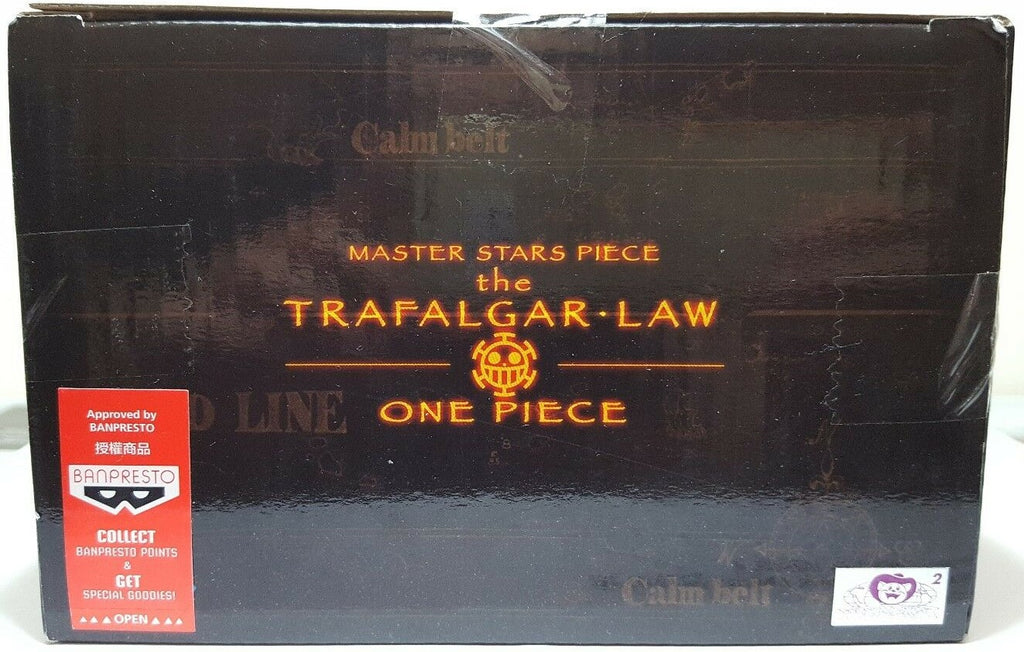 Calm belt
MASTER STARS PIECE
the
TRAFALGAR·LAW
ONE PIECE
LINE
Calm belt
Approved by
BANPRESTO
授權商品
BANPRESTO
COLLECT
BANPRESTO POINTS
&
GET
SPECIAL GOODIES!
▲▲▲OPEN▲▲▲
2